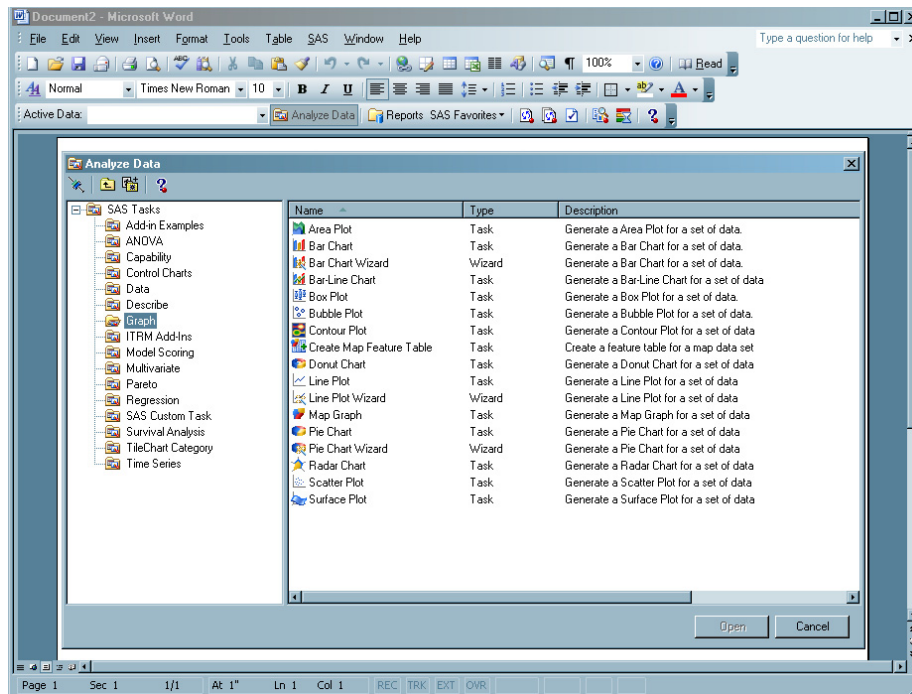 Document2 - Microsoft Word
File Edit View Insert Format Tools Table SAS Window Help Type a question for help
100% Read
Normal Times New Roman 10 B I U
Active Data: Analyze Data Reports SAS Favorites
Analyze Data
SAS Tasks
Add-in Examples
ANOVA
Capability
Control Charts
Data
Describe
Graph
ITRM Add-Ins
Model Scoring
Multivariate
Pareto
Regression
SAS Custom Task
Survival Analysis
TileChart Category
Time Series
Name Type Description
Area Plot Task Generate a Area Plot for a set of data.
Bar Chart Task Generate a Bar Chart for a set of data.
Bar Chart Wizard Wizard Generate a Bar Chart for a set of data.
Bar-Line Chart Task Generate a Bar-Line Chart for a set of data
Box Plot Task Generate a Box Plot for a set of data.
Bubble Plot Task Generate a Bubble Plot for a set of data.
Contour Plot Task Generate a Contour Plot for a set of data
Create Map Feature Table Task Create a feature table for a map data set
Donut Chart Task Generate a Donut Chart for a set of data
Line Plot Task Generate a Line Plot for a set of data
Line Plot Wizard Wizard Generate a Line Plot for a set of data
Map Graph Task Generate a Map Graph for a set of data
Pie Chart Task Generate a Pie Chart for a set of data
Pie Chart Wizard Wizard Generate a Pie Chart for a set of data
Radar Chart Task Generate a Radar Chart for a set of data
Scatter Plot Task Generate a Scatter Plot for a set of data
Surface Plot Task Generate a Surface Plot for a set of data
Open Cancel
Page 1 Sec 1 1/1 At 1" Ln 1 Col 1 REC TRK EXT OVR